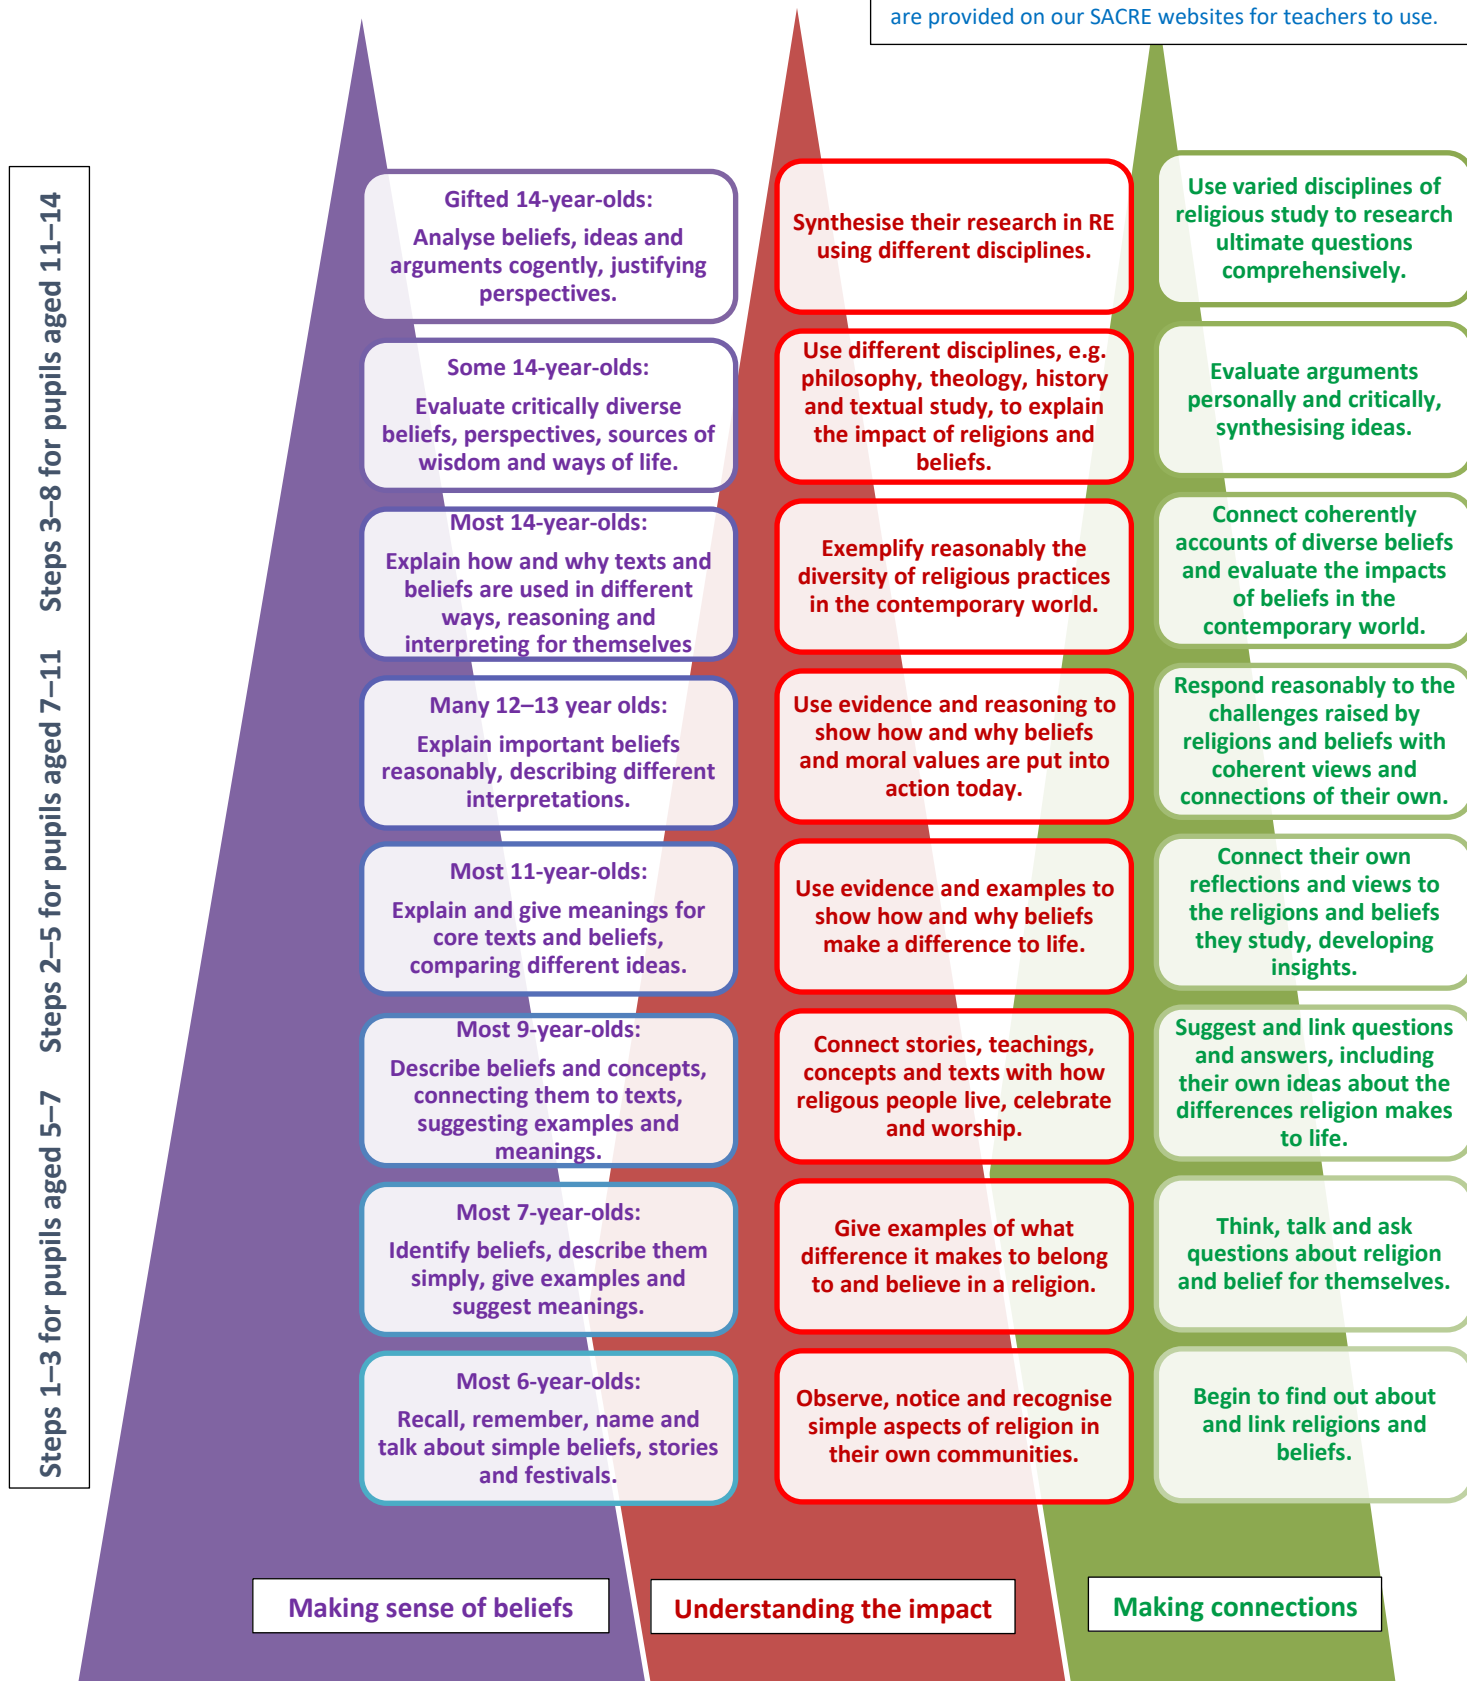 are provided on our SACRE websites for teachers to use.
Steps 1–3 for pupils aged 5–7 Steps 2–5 for pupils aged 7–11 Steps 3–8 for pupils aged 11–14
Gifted 14-year-olds:
Analyse beliefs, ideas and
arguments cogently, justifying
perspectives.
Synthesise their research in RE
using different disciplines.
Use varied disciplines of
religious study to research
ultimate questions
comprehensively.
Some 14-year-olds:
Evaluate critically diverse
beliefs, perspectives, sources of
wisdom and ways of life.
Use different disciplines, e.g.
philosophy, theology, history
and textual study, to explain
the impact of religions and
beliefs.
Evaluate arguments
personally and critically,
synthesising ideas.
Most 14-year-olds:
Explain how and why texts and
beliefs are used in different
ways, reasoning and
interpreting for themselves
Exemplify reasonably the
diversity of religious practices
in the contemporary world.
Connect coherently
accounts of diverse beliefs
and evaluate the impacts
of beliefs in the
contemporary world.
Many 12–13 year olds:
Explain important beliefs
reasonably, describing different
interpretations.
Use evidence and reasoning to
show how and why beliefs
and moral values are put into
action today.
Respond reasonably to the
challenges raised by
religions and beliefs with
coherent views and
connections of their own.
Most 11-year-olds:
Explain and give meanings for
core texts and beliefs,
comparing different ideas.
Use evidence and examples to
show how and why beliefs
make a difference to life.
Connect their own
reflections and views to
the religions and beliefs
they study, developing
insights.
Most 9-year-olds:
Describe beliefs and concepts,
connecting them to texts,
suggesting examples and
meanings.
Connect stories, teachings,
concepts and texts with how
religous people live, celebrate
and worship.
Suggest and link questions
and answers, including
their own ideas about the
differences religion makes
to life.
Most 7-year-olds:
Identify beliefs, describe them
simply, give examples and
suggest meanings.
Give examples of what
difference it makes to belong
to and believe in a religion.
Think, talk and ask
questions about religion
and belief for themselves.
Most 6-year-olds:
Recall, remember, name and
talk about simple beliefs, stories
and festivals.
Observe, notice and recognise
simple aspects of religion in
their own communities.
Begin to find out about
and link religions and
beliefs.
Making sense of beliefs
Understanding the impact
Making connections